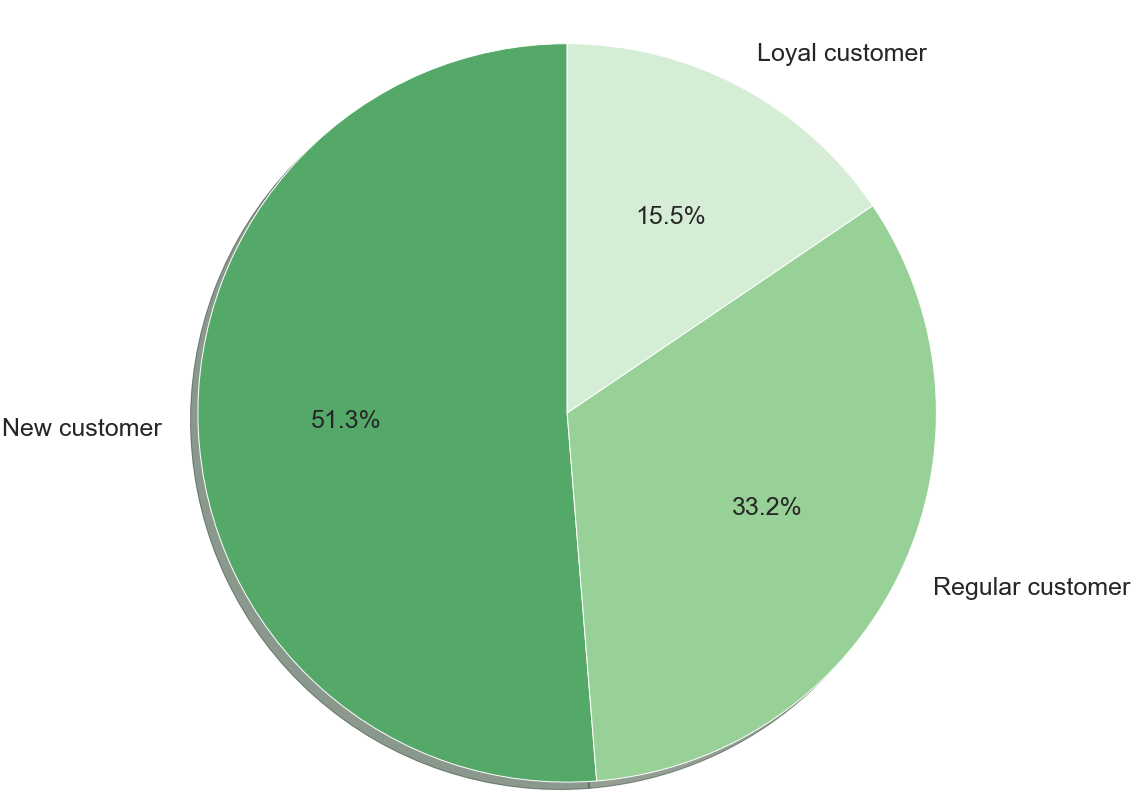 Loyal customer
15.5%
New customer
51.3%
33.2%
Regular customer